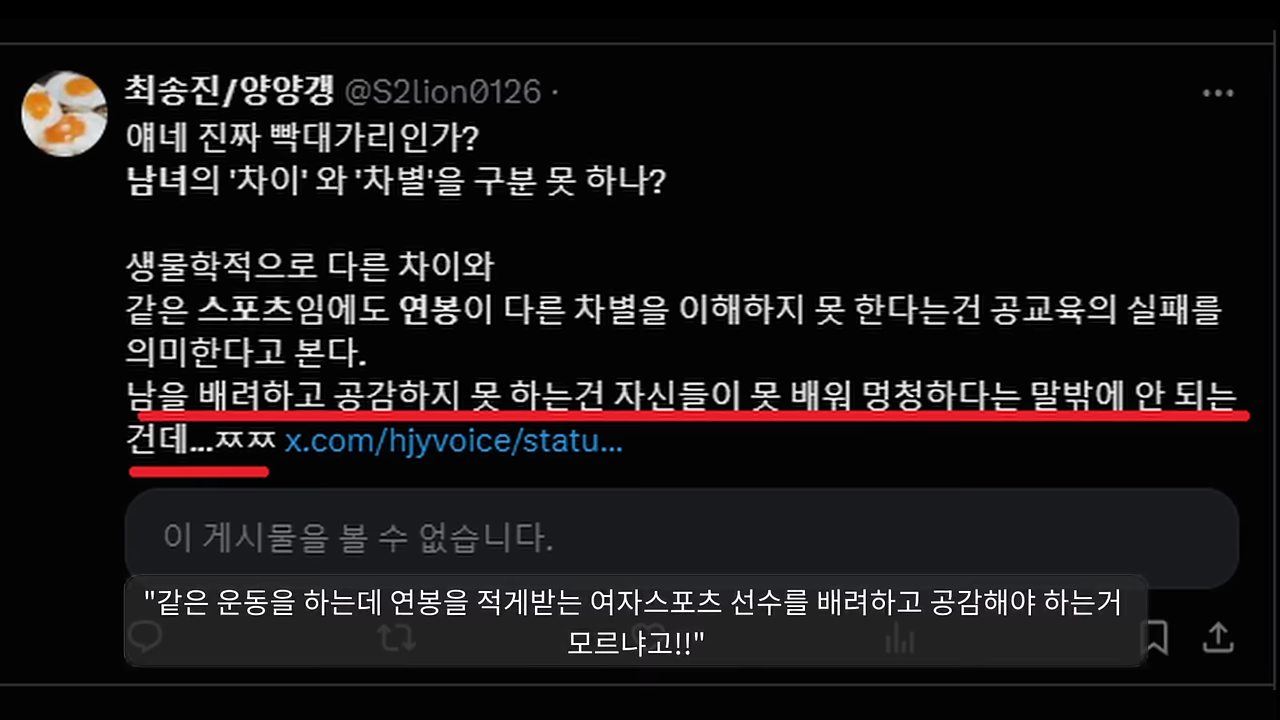 최송진/양양갱 @S2lion0126 ·
얘네 진짜 빡대가리인가?
남녀의 '차이' 와 '차별'을 구분 못 하나?
생물학적으로 다른 차이와
같은 스포츠임에도 연봉이 다른 차별을 이해하지 못 한다는건 공교육의 실패를
의미한다고 본다.
남을 배려하고 공감하지 못 하는건 자신들이 못 배워 멍청하다는 말밖에 안 되는
건데...ㅉㅉ x.com/hjyvoice/statu...
이 게시물을 볼 수 없습니다.
"같은 운동을 하는데 연봉을 적게받는 여자스포츠 선수를 배려하고 공감해야 하는거
모르냐고!!"